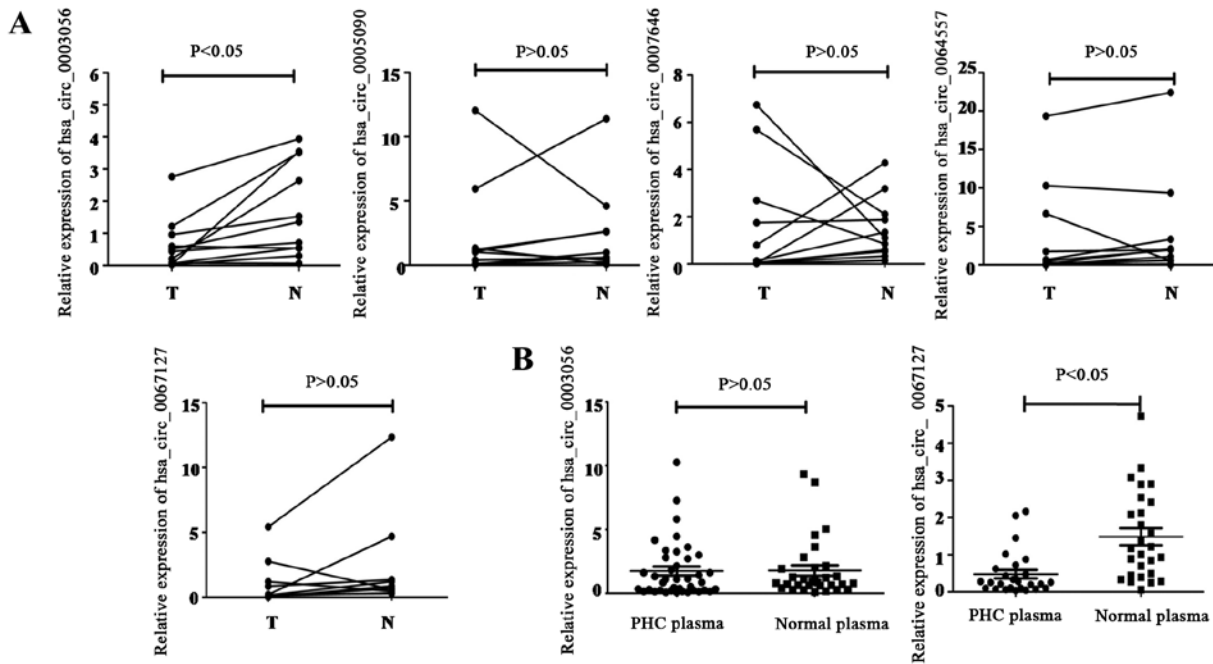 A
Relative expression of hsa_circ_0003056
P<0.05
6
5
4
3
2
1
0
T N
Relative expression of hsa_circ_0005090
P>0.05
15
10
5
0
T N
Relative expression of hsa_circ_0007646
P>0.05
8
6
4
2
0
T N
Relative expression of hsa_circ_0064557
P>0.05
25
20
15
10
5
0
T N
Relative expression of hsa_circ_0067127
P>0.05
15
10
5
0
T N
B
Relative expression of hsa_circ_0003056
P>0.05
15
10
5
0
PHC plasma Normal plasma
Relative expression of hsa_circ_ 0067127
P<0.05
5
4
3
2
1
0
PHC plasma Normal plasma